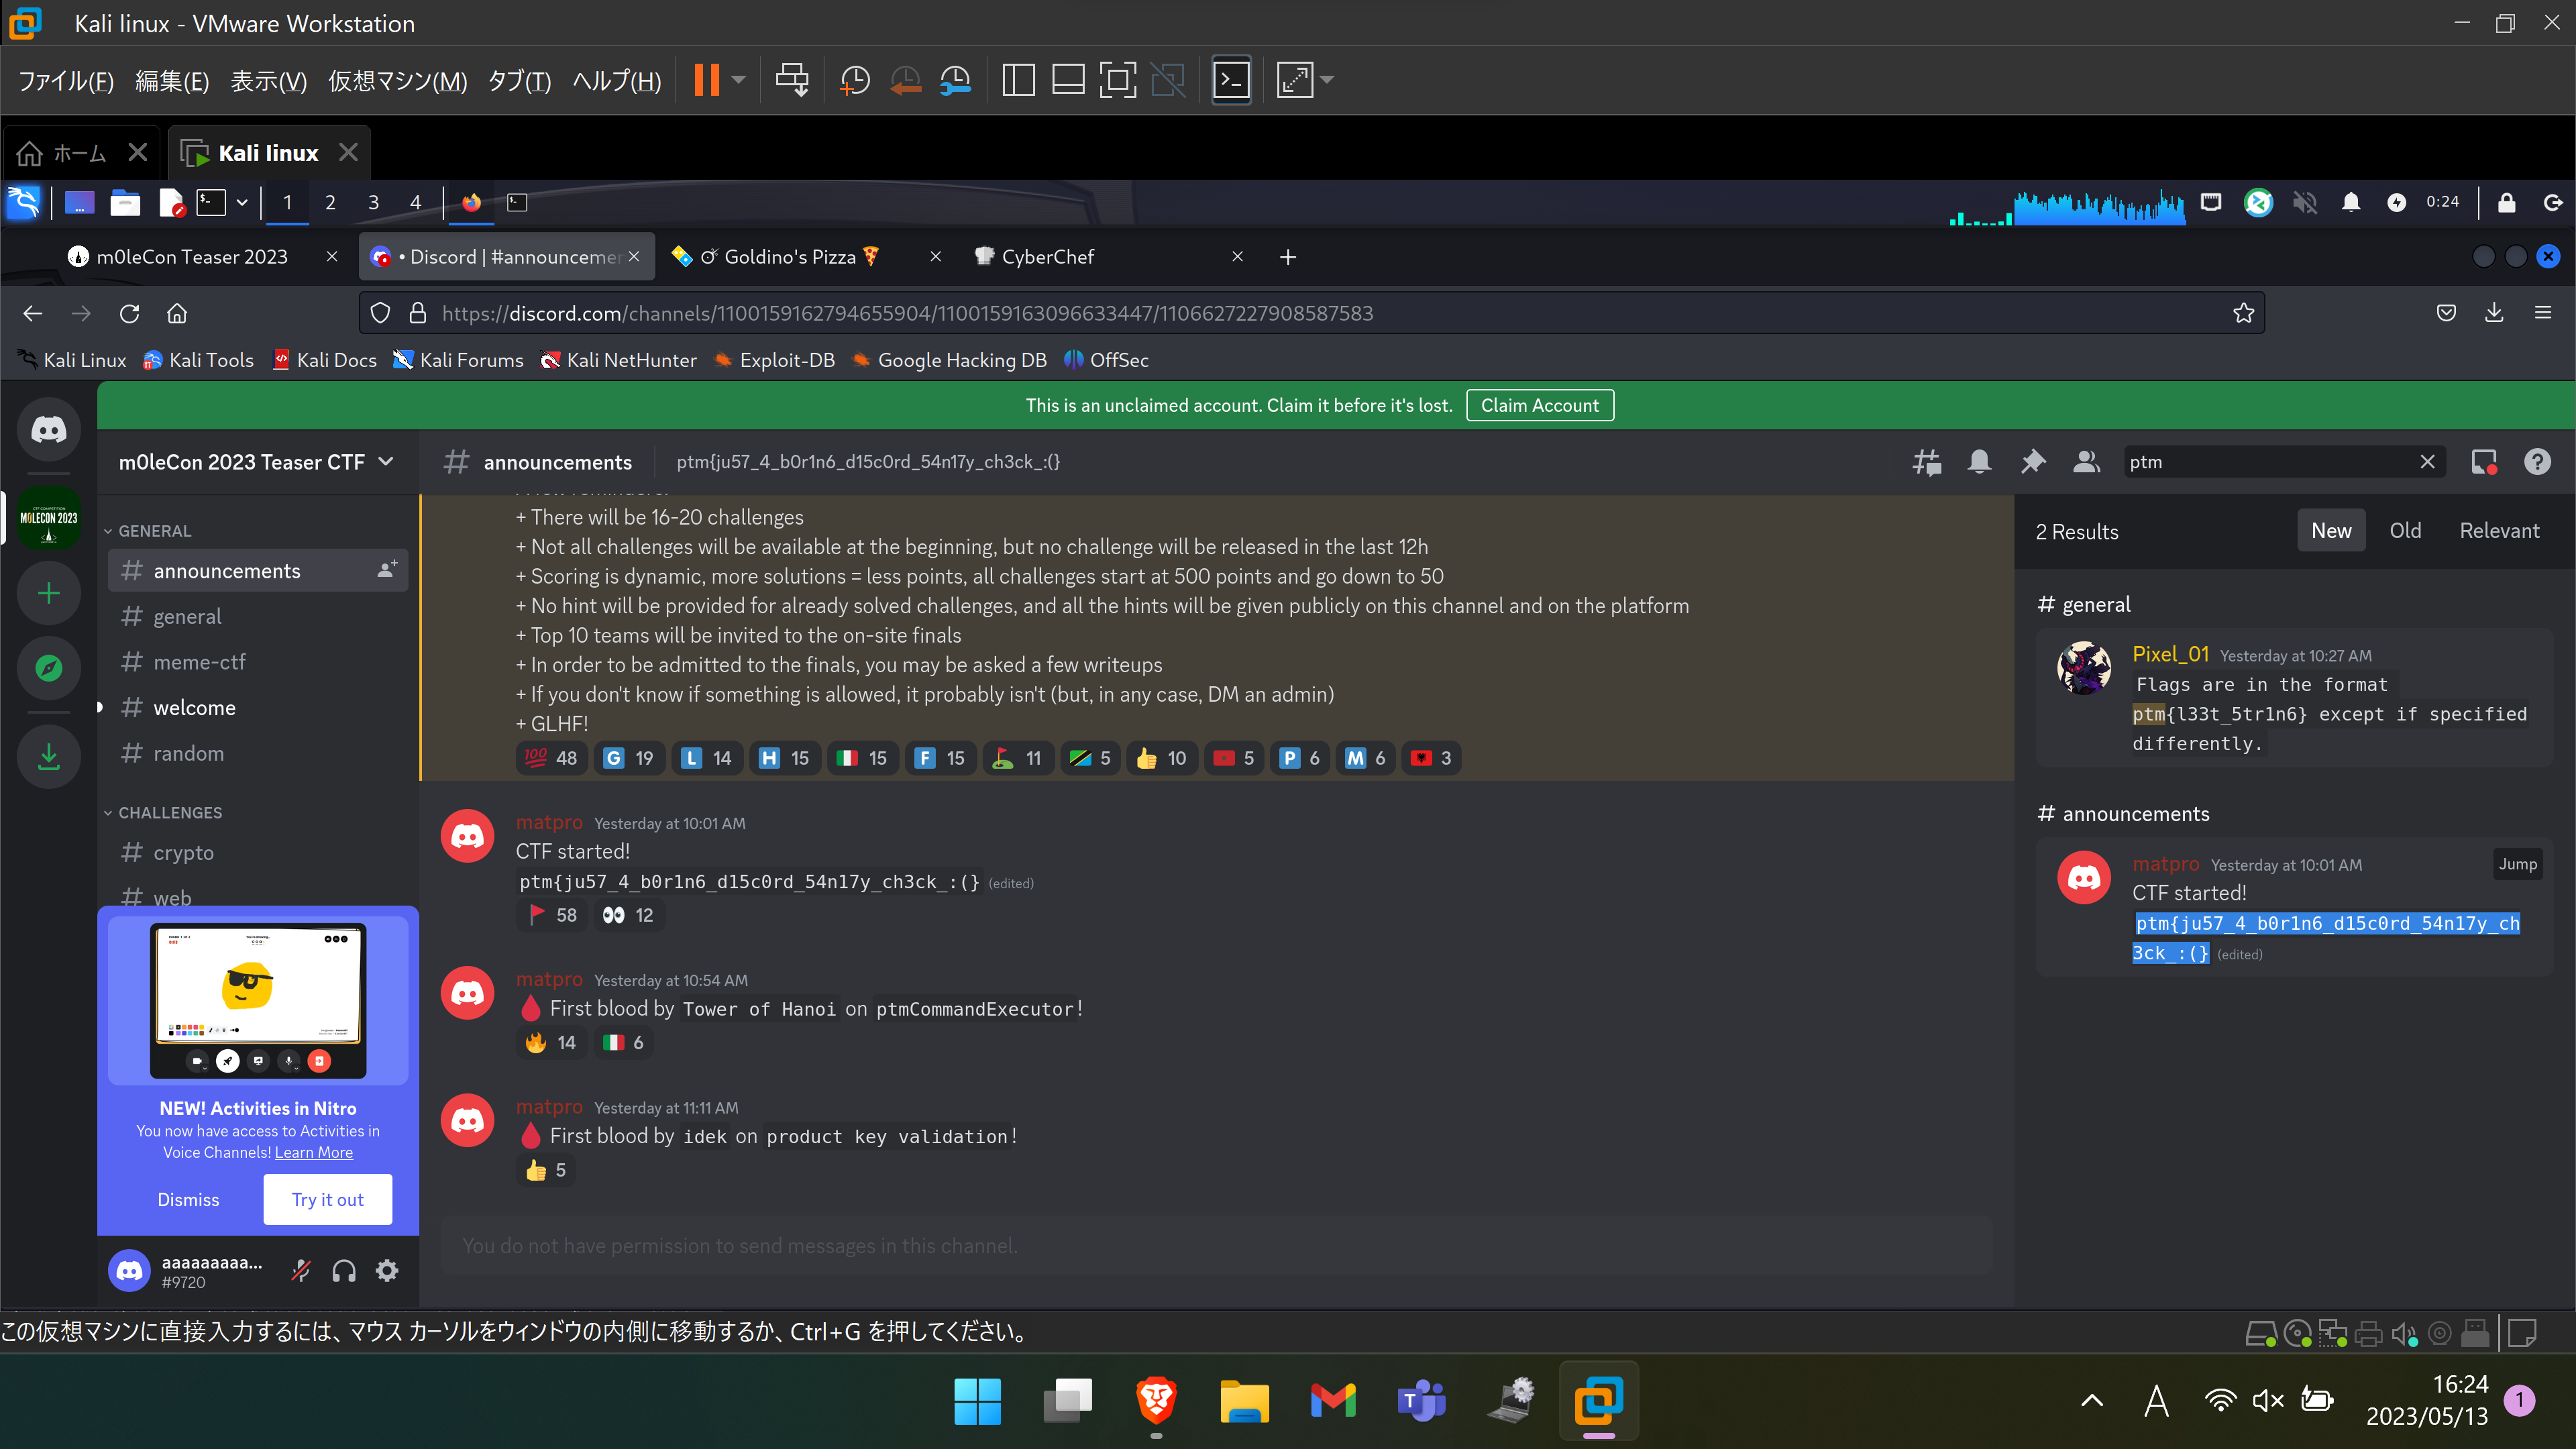 Kali linux - VMware Workstation
ファイル(F) 編集(E) 表示(V) 仮想マシン(M) タブ(T) ヘルプ(H)
ホーム
Kali linux
1 2 3 4
0:24
m0leCon Teaser 2023
• Discord | #announcemen
Goldino's Pizza
CyberChef
https://discord.com/channels/1100159162794655904/1100159163096633447/1106627227908587583
Kali Linux Kali Tools Kali Docs Kali Forums Kali NetHunter Exploit-DB Google Hacking DB OffSec
This is an unclaimed account. Claim it before it's lost. Claim Account
m0leCon 2023 Teaser CTF
announcements ptm{ju57_4_b0r1n6_d15c0rd_54n17y_ch3ck_:(}
ptm
M0LECON 2023
GENERAL
announcements
general
meme-ctf
welcome
random
CHALLENGES
crypto
web
NEW! Activities in Nitro
You now have access to Activities in
Voice Channels! Learn More
Dismiss Try it out
aaaaaaaaa...
#9720
+ There will be 16-20 challenges
+ Not all challenges will be available at the beginning, but no challenge will be released in the last 12h
+ Scoring is dynamic, more solutions = less points, all challenges start at 500 points and go down to 50
+ No hint will be provided for already solved challenges, and all the hints will be given publicly on this channel and on the platform
+ Top 10 teams will be invited to the on-site finals
+ In order to be admitted to the finals, you may be asked a few writeups
+ If you don't know if something is allowed, it probably isn't (but, in any case, DM an admin)
+ GLHF!
100 48 G 19 L 14 H 15 15 F 15 11 5 10 5 P 6 M 6 3
matpro Yesterday at 10:01 AM
CTF started!
ptm{ju57_4_b0r1n6_d15c0rd_54n17y_ch3ck_:(} (edited)
58 12
matpro Yesterday at 10:54 AM
First blood by Tower of Hanoi on ptmCommandExecutor!
14 6
matpro Yesterday at 11:11 AM
First blood by idek on product key validation!
5
You do not have permission to send messages in this channel.
2 Results New Old Relevant
# general
Pixel_01 Yesterday at 10:27 AM
Flags are in the format
ptm{l33t_5tr1n6} except if specified
differently.
# announcements
matpro Yesterday at 10:01 AM Jump
CTF started!
ptm{ju57_4_b0r1n6_d15c0rd_54n17y_ch
3ck_:(} (edited)
この仮想マシンに直接入力するには、マウス カーソルをウィンドウの内側に移動するか、Ctrl+G を押してください。
A
16:24
2023/05/13
1